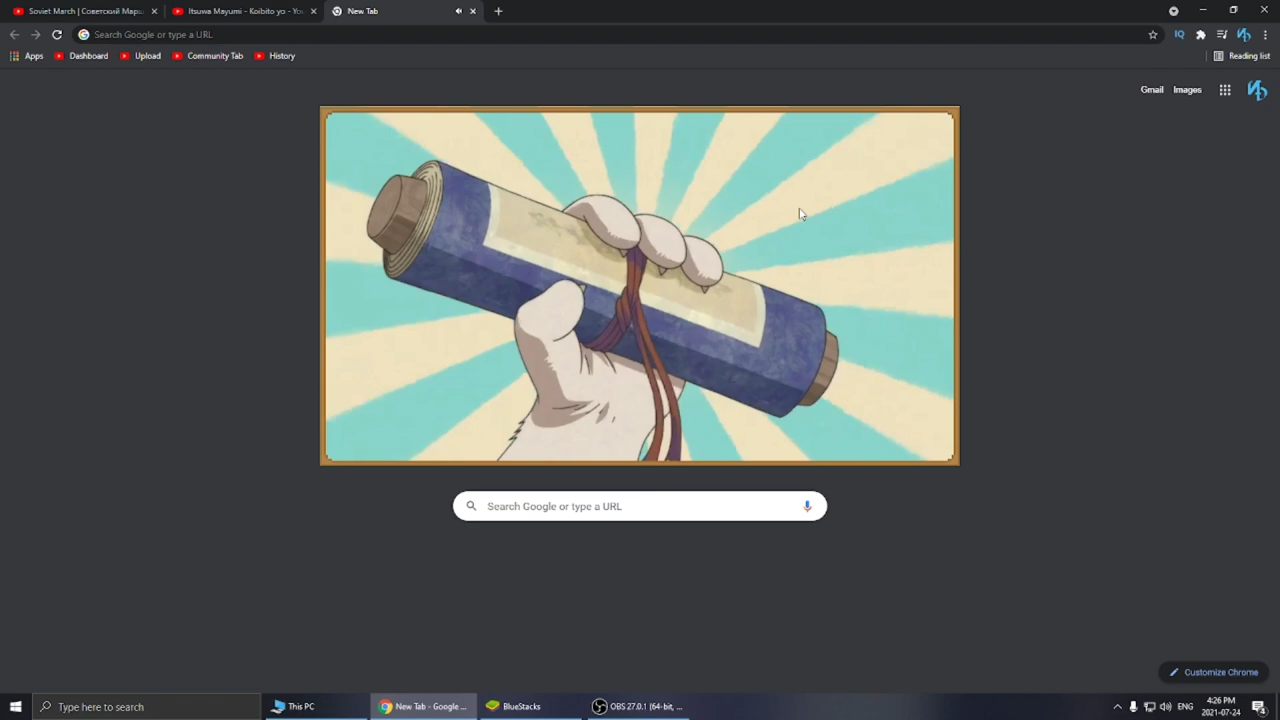 Soviet March | Советский Марш
Itsuwa Mayumi - Koibito yo - You
New Tab
Search Google or type a URL
Apps
Dashboard
Upload
Community Tab
History
Reading list
Gmail
Images
Search Google or type a URL
Customize Chrome
Type here to search
This PC
New Tab - Google ...
BlueStacks
OBS 27.0.1 (64-bit, ...
ENG
4:26 PM
2021-07-24
4